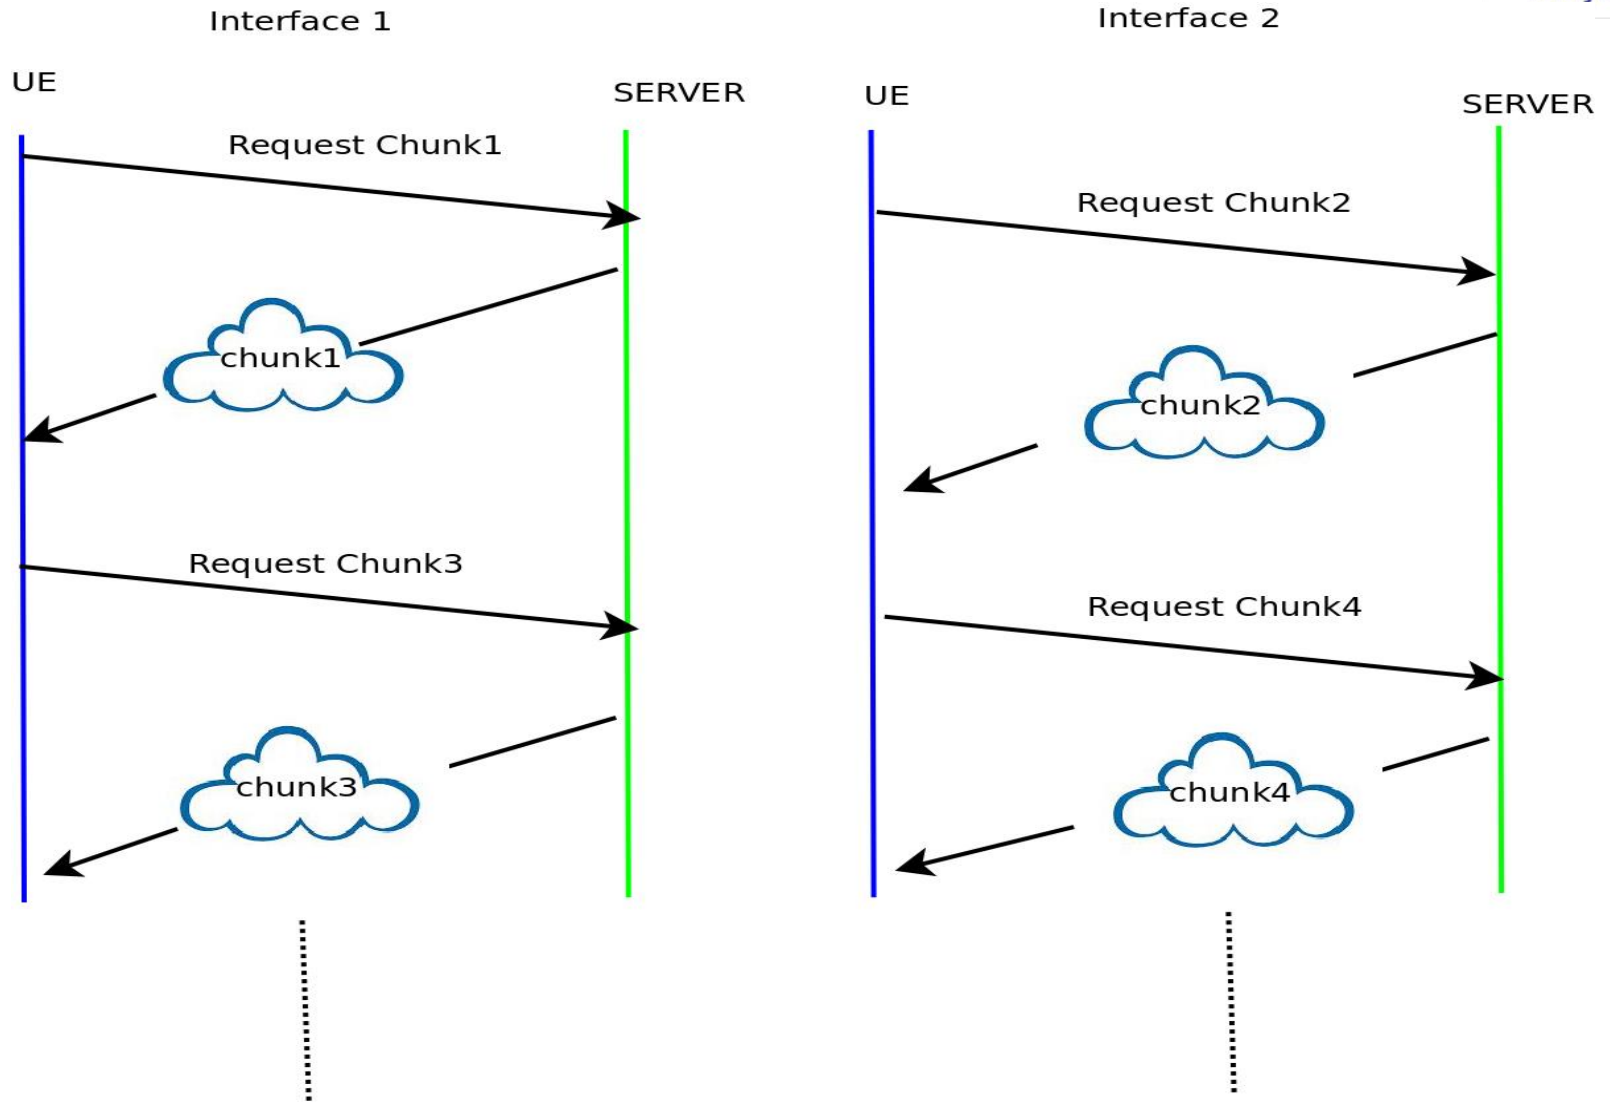 Interface 1
UE
SERVER
Request Chunk1
chunk1
Request Chunk3
chunk3
Interface 2
UE
SERVER
Request Chunk2
chunk2
Request Chunk4
chunk4